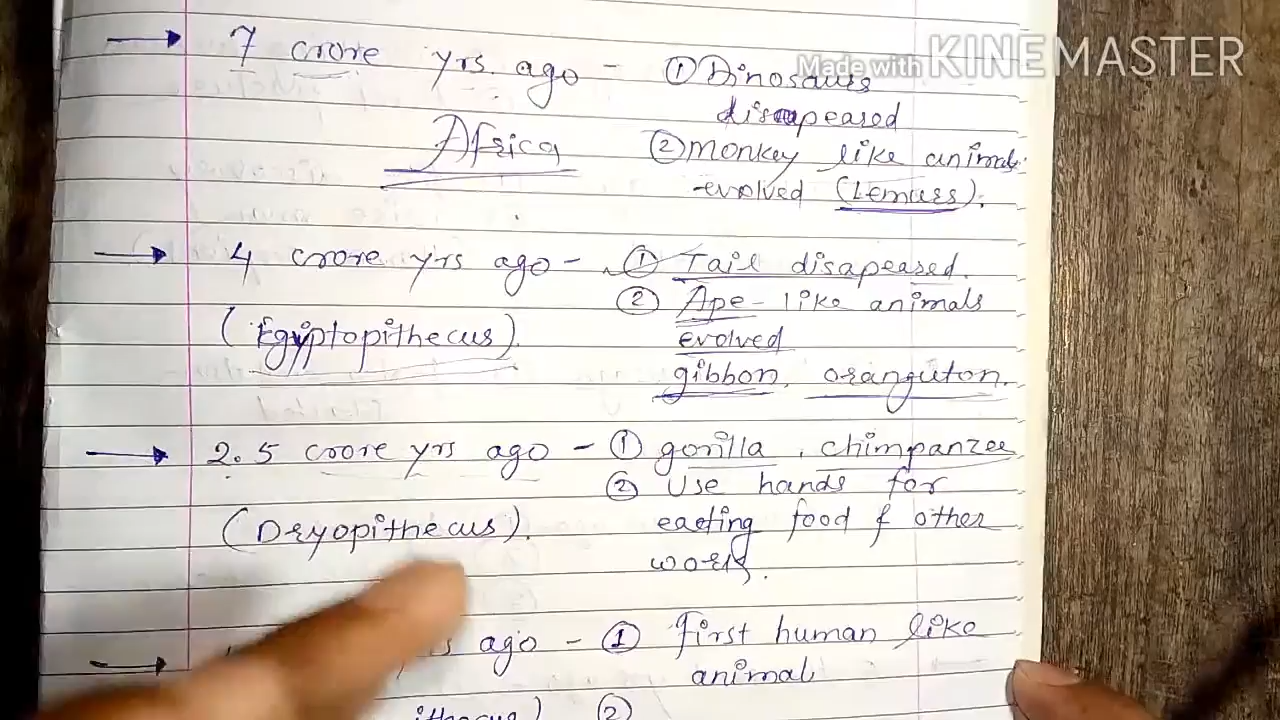 7 crore yrs ago - ① Dinosaurs
disapeared
Africa ② monkey like animals
evolved (Lemurs).
4 crore yrs ago - ① Tail disapeared.
② Ape-like animals
(Egyptopithecus). evolved
gibbon, oranguton.
2.5 crore yrs ago - ① gorilla, chimpanzee
② Use hands for
(Dryopithecus). eacting food & other
work.
ago - ① First human like
animal
②
Made with KINEMASTER